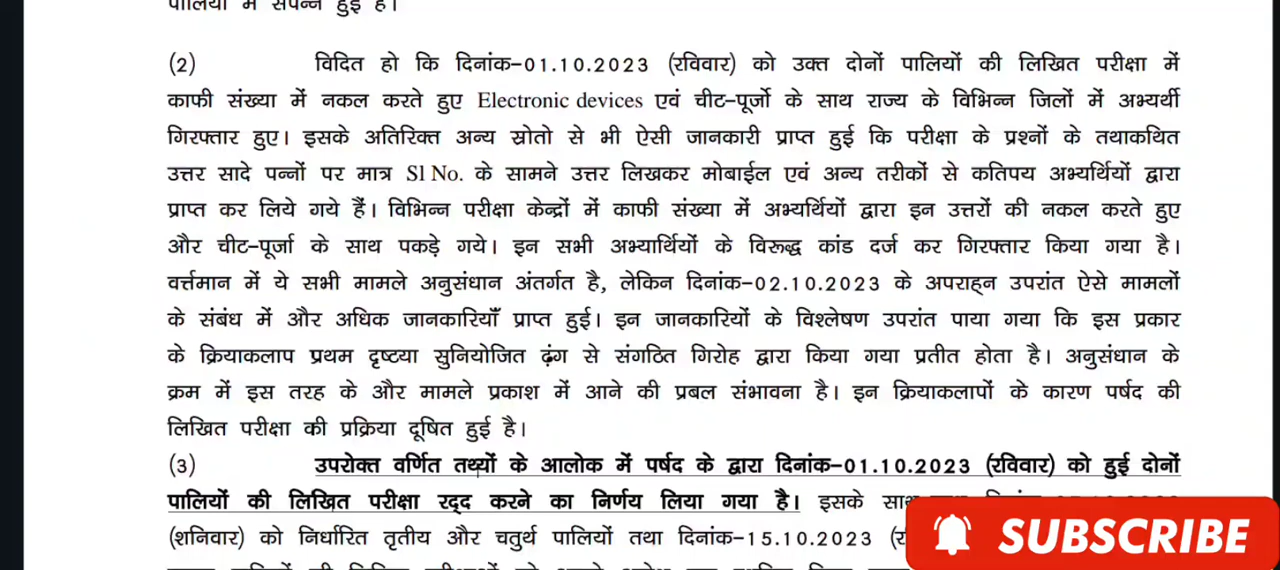 पालियों में संपन्न हुई है।
(2) विदित हो कि दिनांक-01.10.2023 (रविवार) को उक्त दोनों पालियों की लिखित परीक्षा में
काफी संख्या में नकल करते हुए Electronic devices एवं चीट-पूर्जो के साथ राज्य के विभिन्न जिलों में अभ्यर्थी
गिरफ्तार हुए। इसके अतिरिक्त अन्य स्रोतो से भी ऐसी जानकारी प्राप्त हुई कि परीक्षा के प्रश्नों के तथाकथित
उत्तर सादे पन्नों पर मात्र Sl No. के सामने उत्तर लिखकर मोबाईल एवं अन्य तरीकों से कतिपय अभ्यर्थियों द्वारा
प्राप्त कर लिये गये हैं। विभिन्न परीक्षा केन्द्रों में काफी संख्या में अभ्यर्थियों द्वारा इन उत्तरों की नकल करते हुए
और चीट-पूर्जा के साथ पकड़े गये। इन सभी अभ्यार्थियों के विरूद्ध कांड दर्ज कर गिरफ्तार किया गया है।
वर्त्तमान में ये सभी मामले अनुसंधान अंतर्गत है, लेकिन दिनांक-02.10.2023 के अपराह्न उपरांत ऐसे मामलों
के संबंध में और अधिक जानकारियाँ प्राप्त हुई। इन जानकारियों के विश्लेषण उपरांत पाया गया कि इस प्रकार
के क्रियाकलाप प्रथम दृष्टया सुनियोजित ढ़ंग से संगठित गिरोह द्वारा किया गया प्रतीत होता है। अनुसंधान के
क्रम में इस तरह के और मामले प्रकाश में आने की प्रबल संभावना है। इन क्रियाकलापों के कारण पर्षद की
लिखित परीक्षा की प्रक्रिया दूषित हुई है।
(3) उपरोक्त वर्णित तथ्यों के आलोक में पर्षद के द्वारा दिनांक-01.10.2023 (रविवार) को हुई दोनों
पालियों की लिखित परीक्षा रद्द करने का निर्णय लिया गया है। इसके
(शनिवार) को निर्धारित तृतीय और चतुर्थ पालियों तथा दिनांक-15.10.2023
SUBSCRIBE